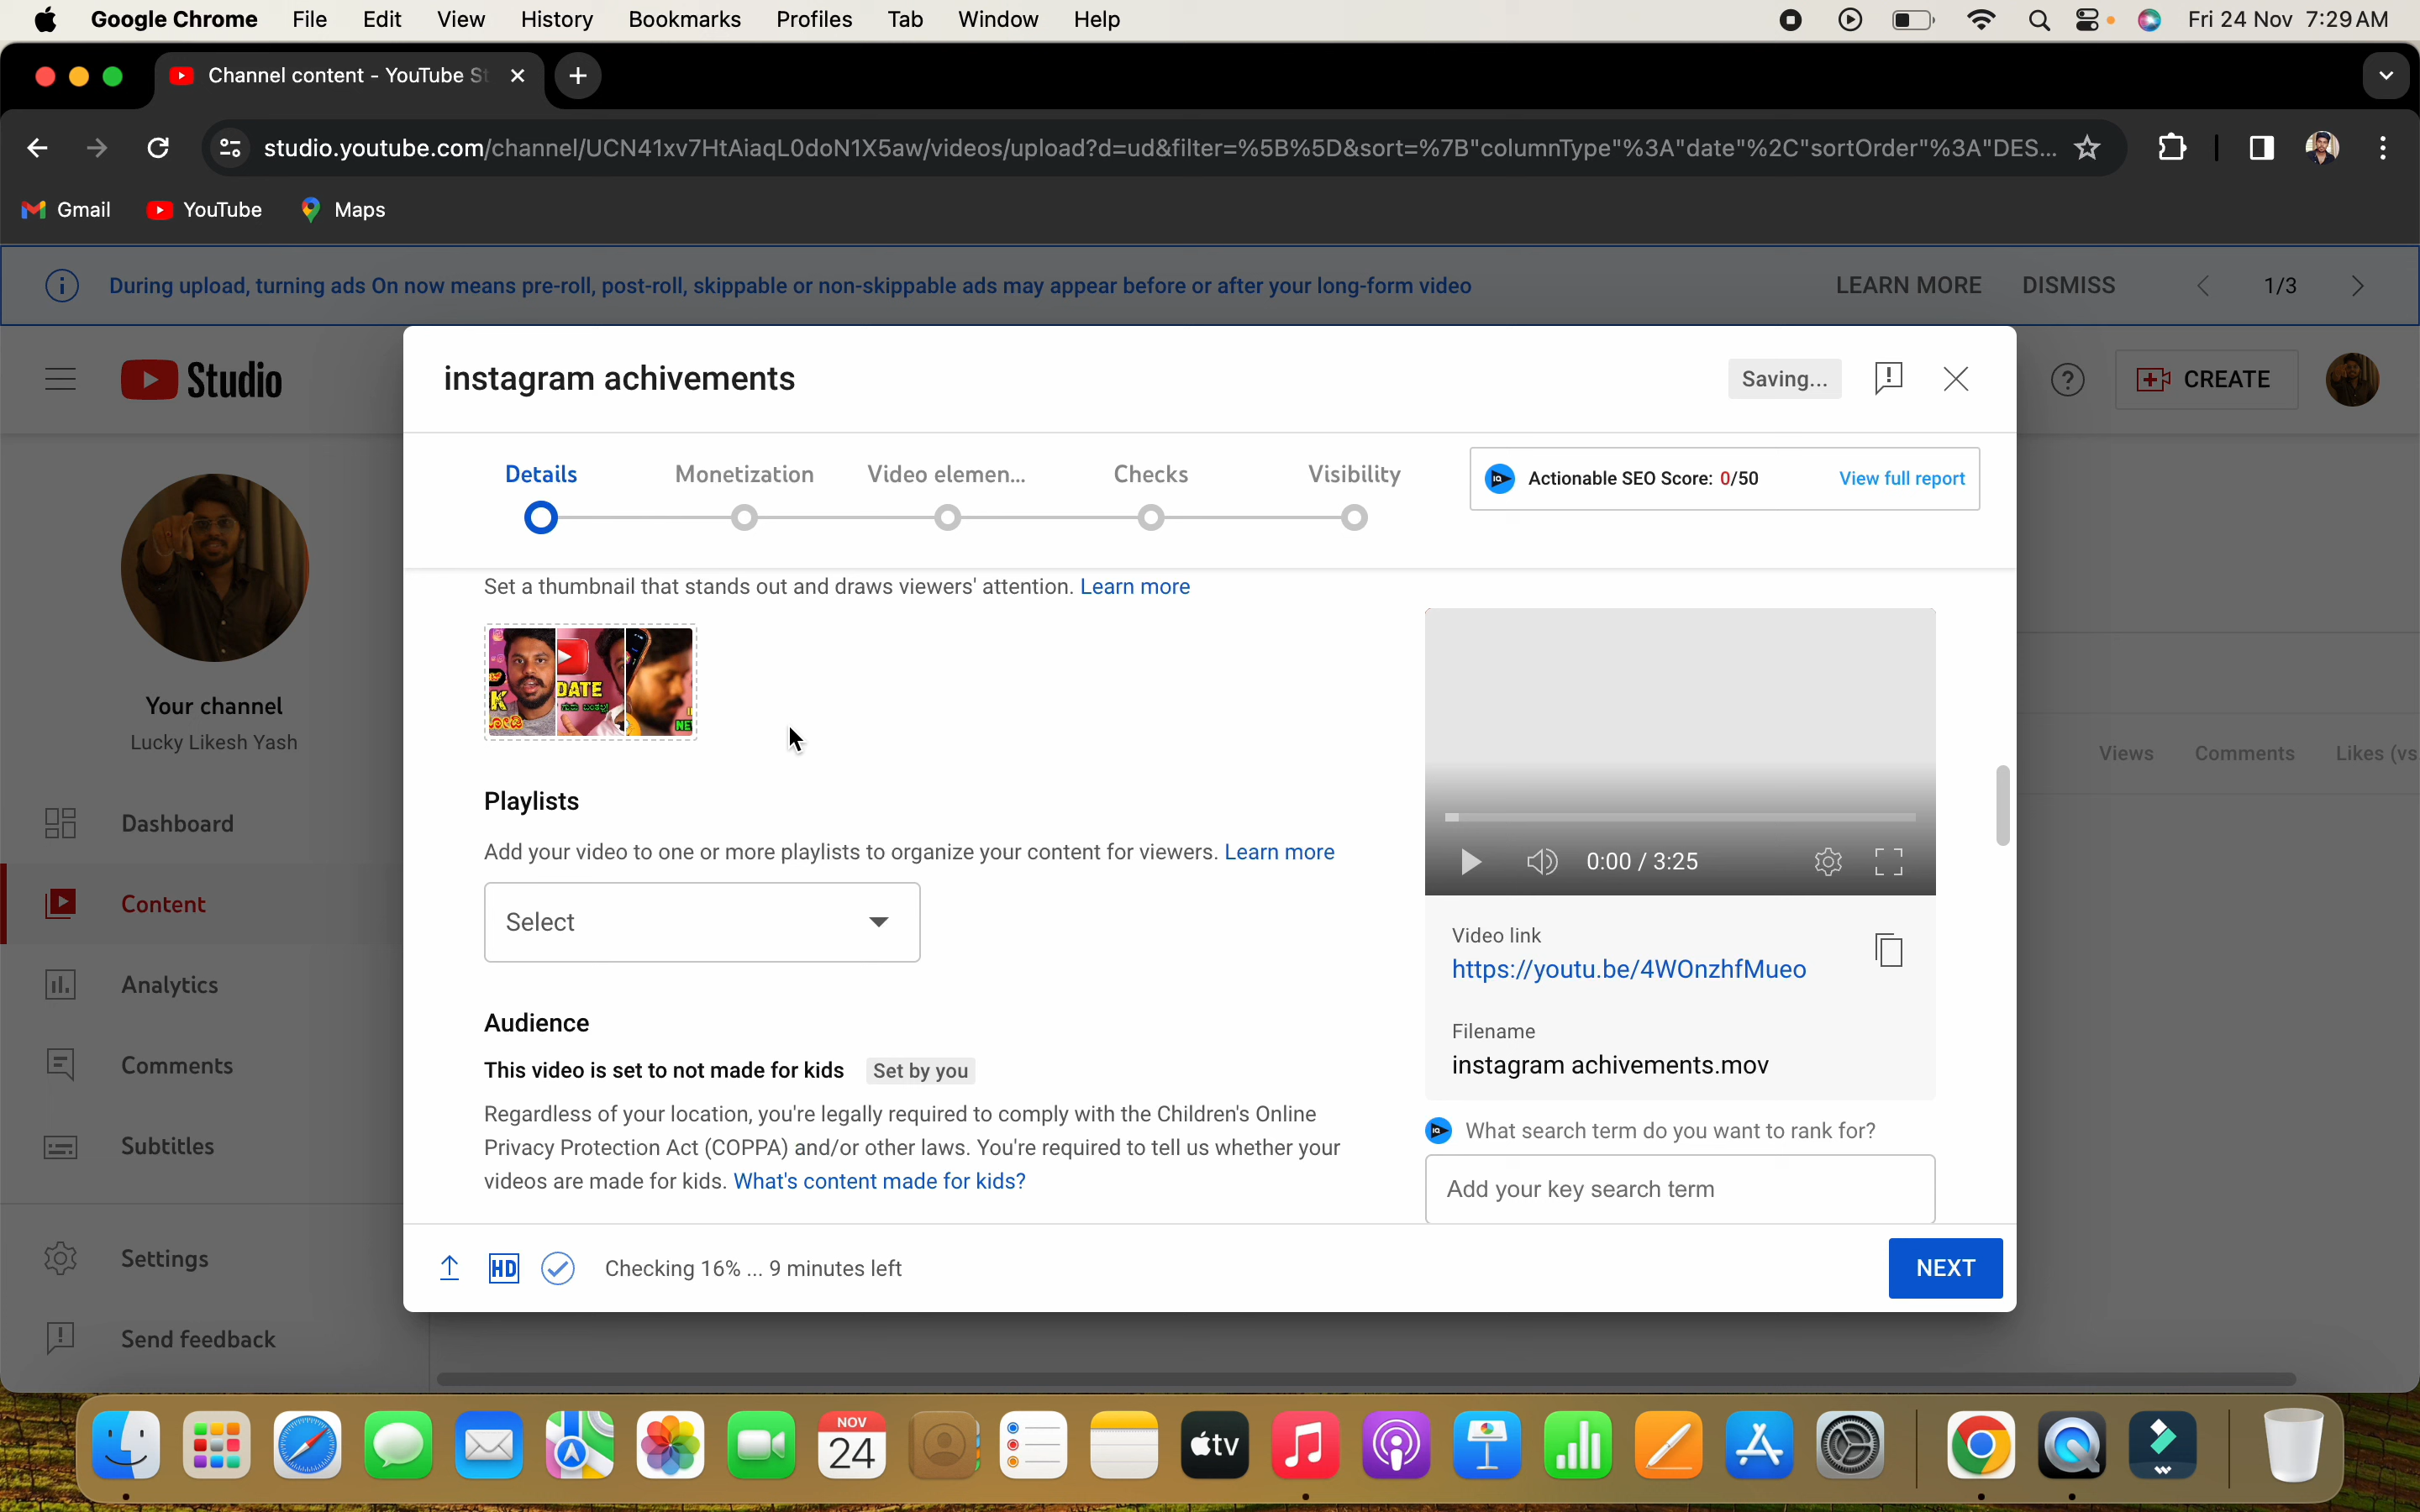 Google Chrome File Edit View History Bookmarks Profiles Tab Window Help Fri 24 Nov 7:29 AM
Channel content - YouTube St
studio.youtube.com/channel/UCN41xv7HtAiaqL0doN1X5aw/videos/upload?d=ud&filter=%5B%5D&sort=%7B"columnType"%3A"date"%2C"sortOrder"%3A"DES...
Gmail YouTube Maps
During upload, turning ads On now means pre-roll, post-roll, skippable or non-skippable ads may appear before or after your long-form video LEARN MORE DISMISS 1/3
Studio
CREATE
Your channel
Lucky Likesh Yash
Dashboard
Content
Analytics
Comments
Subtitles
Settings
Send feedback
Views Comments Likes (vs
instagram achivements Saving...
Details Monetization Video elemen... Checks Visibility
Actionable SEO Score: 0/50 View full report
Set a thumbnail that stands out and draws viewers' attention. Learn more
K
DATE
NE
Playlists
Add your video to one or more playlists to organize your content for viewers. Learn more
Select
Audience
This video is set to not made for kids Set by you
Regardless of your location, you're legally required to comply with the Children's Online
Privacy Protection Act (COPPA) and/or other laws. You're required to tell us whether your
videos are made for kids. What's content made for kids?
0:00 / 3:25
Video link
https://youtu.be/4WOnzhfMueo
Filename
instagram achivements.mov
What search term do you want to rank for?
Add your key search term
HD Checking 16% ... 9 minutes left
NEXT
NOV
24
tv